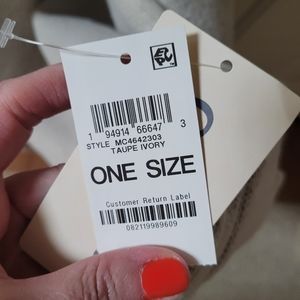 1 94914 66647 3
STYLE MC4642303
TAUPE IVORY
ONE SIZE
Customer Return Label
082119989609